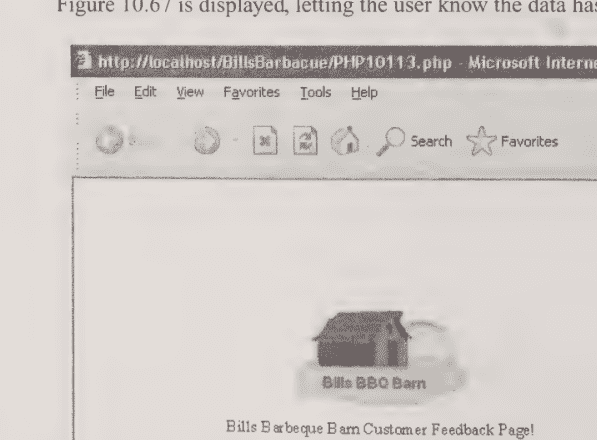 Figure 10.67 is displayed, letting the user know the data has
http://localhost/BillsBarbacue/PHP10113.php - Microsoft Interne
File Edit View Favorites Tools Help
Search Favorites
Bills BBQ Barn
Bills Barbeque Barn Customer Feedback Page!